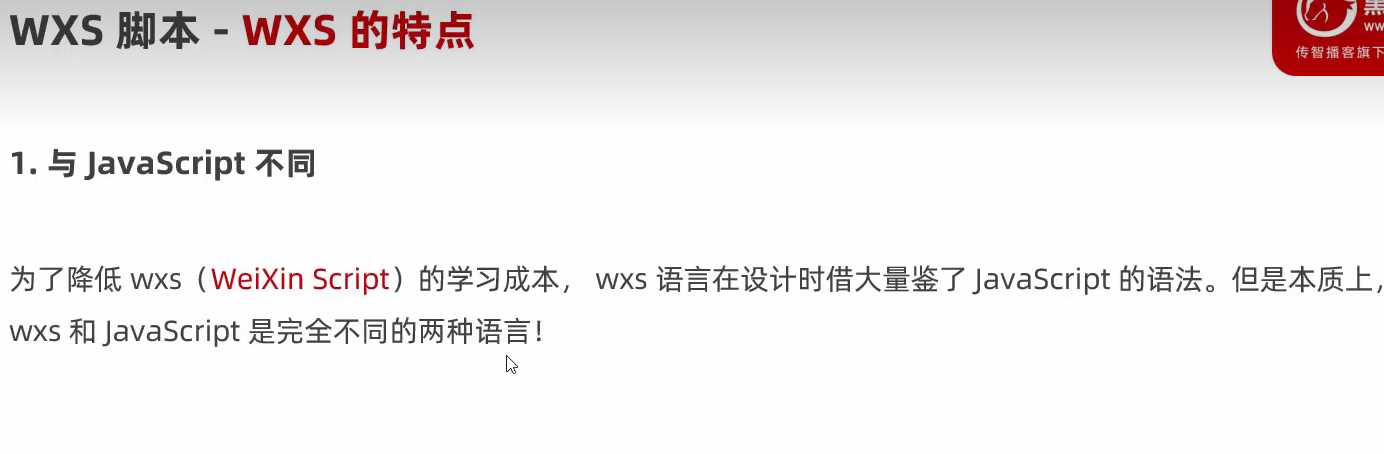 WXS 脚本 - WXS 的特点
传智播客旗下
1. 与 JavaScript 不同
为了降低 wxs（WeiXin Script）的学习成本， wxs 语言在设计时借大量鉴了 JavaScript 的语法。但是本质上，
wxs 和 JavaScript 是完全不同的两种语言！